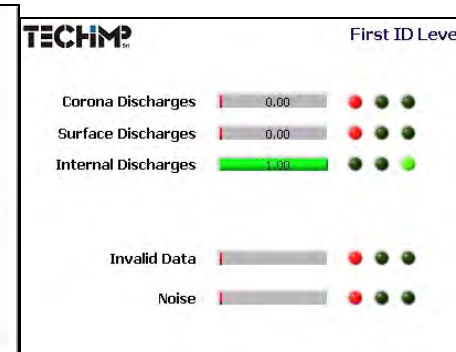 TECHIMP
Srl
First ID Leve
Corona Discharges 0.00
Surface Discharges 0.00
Internal Discharges 1.00
Invalid Data
Noise